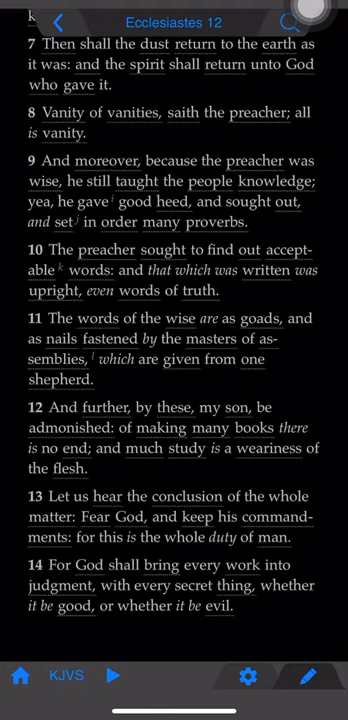 Ecclesiastes 12
7 Then shall the dust return to the earth as
it was: and the spirit shall return unto God
who gave it.
8 Vanity of vanities, saith the preacher; all
is vanity.
9 And moreover, because the preacher was
wise, he still taught the people knowledge;
yea, he gave i good heed, and sought out,
and set j in order many proverbs.
10 The preacher sought to find out accept-
able k words: and that which was written was
upright, even words of truth.
11 The words of the wise are as goads, and
as nails fastened by the masters of as-
semblies, l which are given from one
shepherd.
12 And further, by these, my son, be
admonished: of making many books there
is no end; and much study is a weariness of
the flesh.
13 Let us hear the conclusion of the whole
matter: Fear God, and keep his command-
ments: for this is the whole duty of man.
14 For God shall bring every work into
judgment, with every secret thing, whether
it be good, or whether it be evil.
KJVS